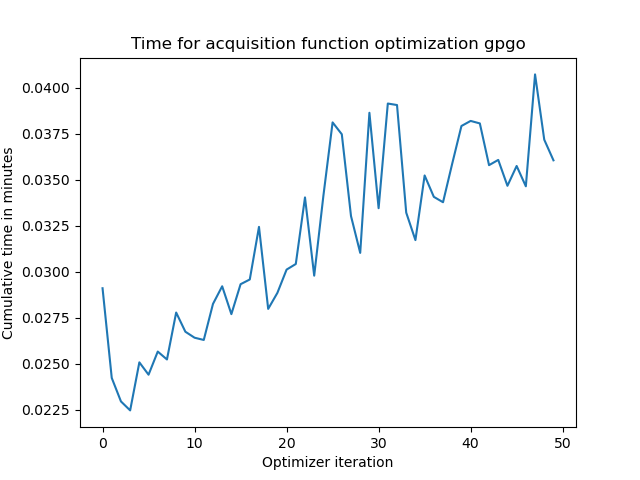 Time for acquisition function optimization gpgo
0.0400
0.0375
0.0350
0.0325
0.0300
0.0275
0.0250
0.0225
Cumulative time in minutes
0 10 20 30 40 50
Optimizer iteration